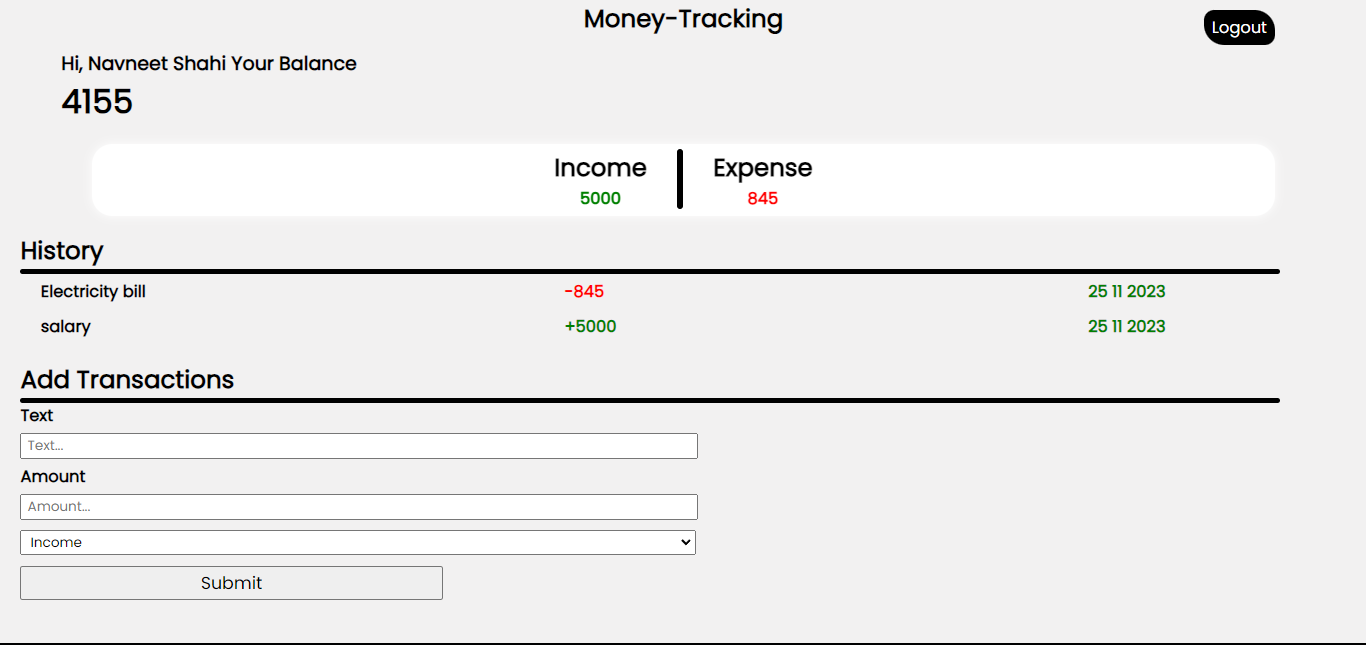 Money-Tracking
Logout
Hi, Navneet Shahi Your Balance
4155
Income Expense
5000 845
History
Electricity bill -845 25 11 2023
salary +5000 25 11 2023
Add Transactions
Text
Text...
Amount
Amount...
Income
Submit